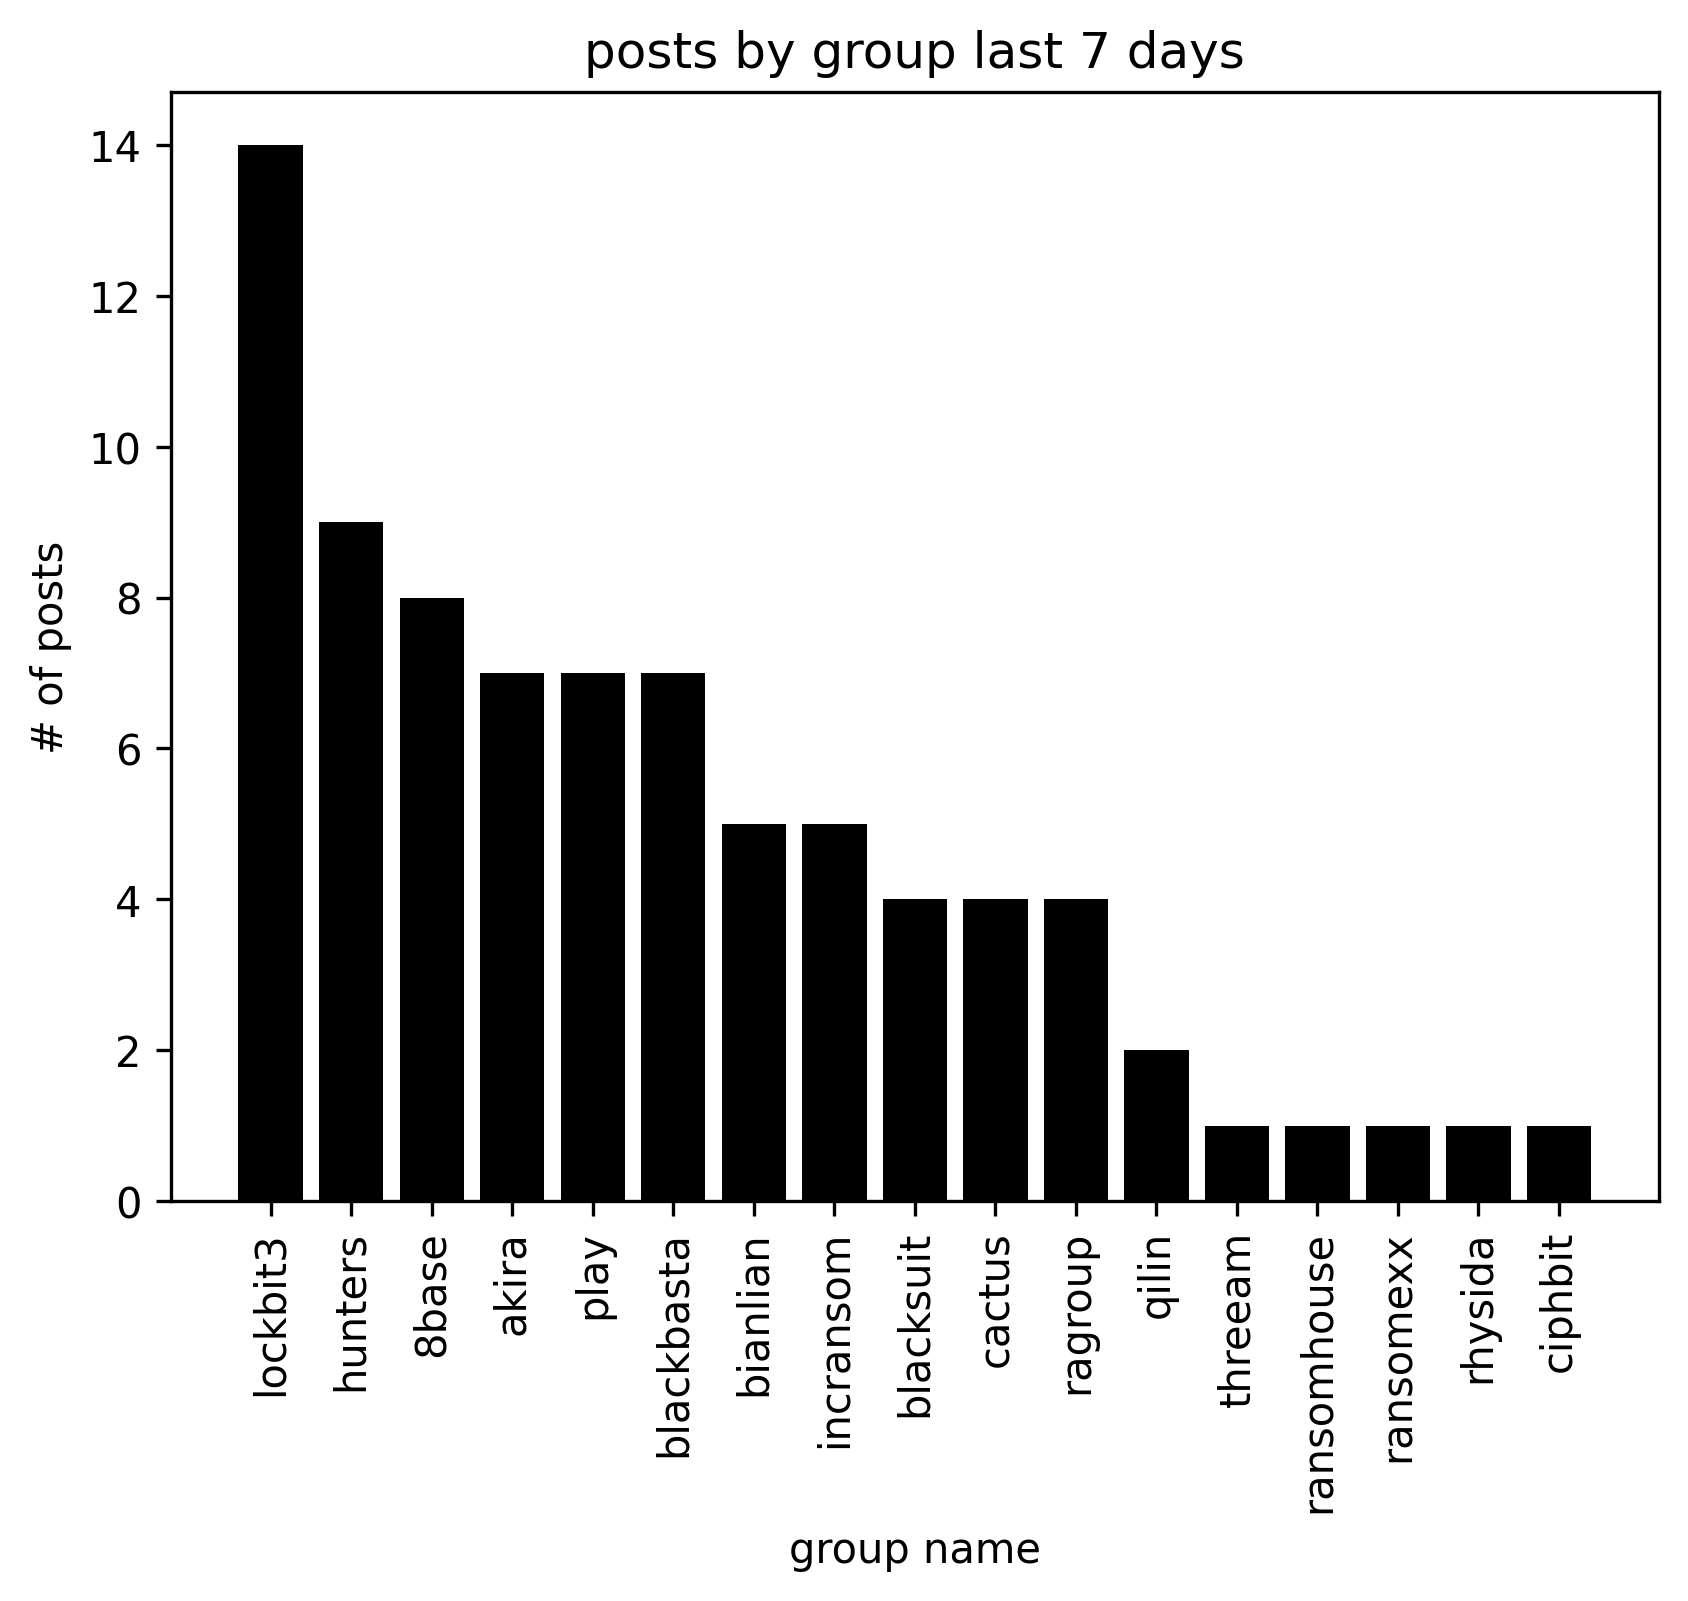 posts by group last 7 days
# of posts
14
12
10
8
6
4
2
0
lockbit3
hunters
8base
akira
play
blackbasta
bianlian
incransom
blacksuit
cactus
ragroup
qilin
threeam
ransomhouse
ransomexx
rhysida
ciphbit
group name